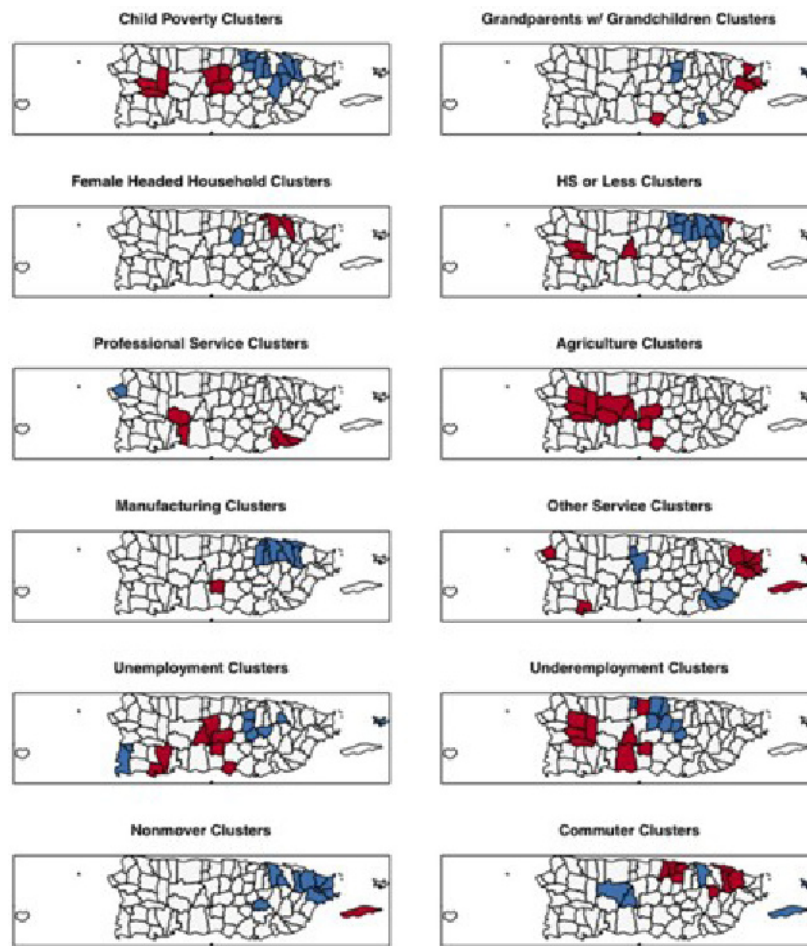 Child Poverty Clusters
Grandparents w/ Grandchildren Clusters
Female Headed Household Clusters
HS or Less Clusters
Professional Service Clusters
Agriculture Clusters
Manufacturing Clusters
Other Service Clusters
Unemployment Clusters
Underemployment Clusters
Nonmover Clusters
Commuter Clusters